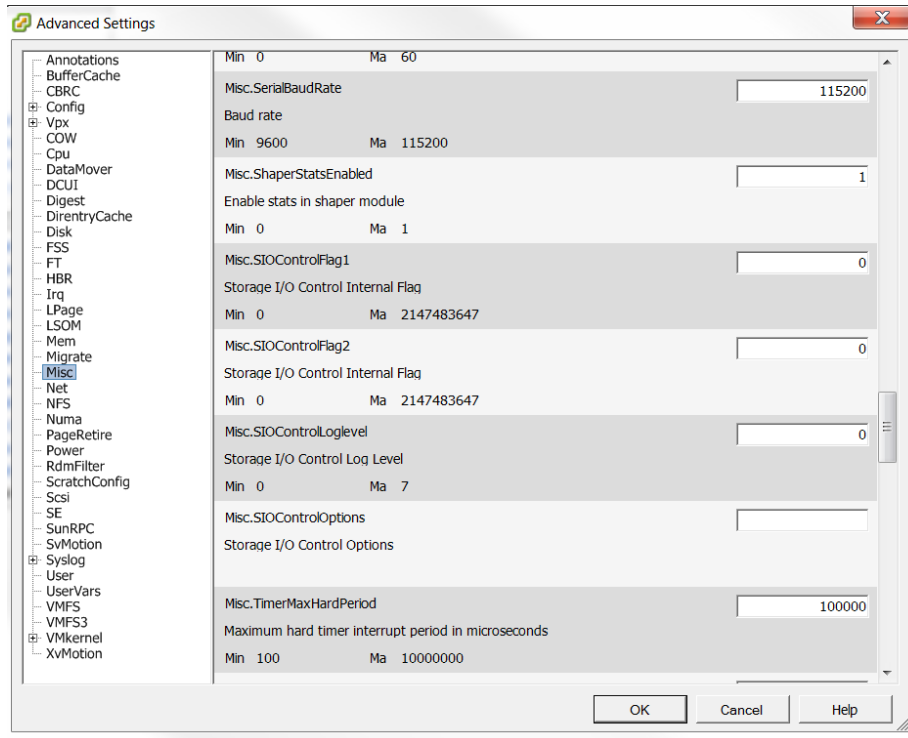 Advanced Settings
Annotations
BufferCache
CBRC
Config
Vpx
COW
Cpu
DataMover
DCUI
Digest
DirentryCache
Disk
FSS
FT
HBR
Irq
LPage
LSOM
Mem
Migrate
Misc
Net
NFS
Numa
PageRetire
Power
RdmFilter
ScratchConfig
Scsi
SE
SunRPC
SvMotion
Syslog
User
UserVars
VMFS
VMFS3
VMkernel
XvMotion
Min 0 Ma 60
Misc.SerialBaudRate 115200
Baud rate
Min 9600 Ma 115200
Misc.ShaperStatsEnabled 1
Enable stats in shaper module
Min 0 Ma 1
Misc.SIOControlFlag1 0
Storage I/O Control Internal Flag
Min 0 Ma 2147483647
Misc.SIOControlFlag2 0
Storage I/O Control Internal Flag
Min 0 Ma 2147483647
Misc.SIOControlLoglevel 0
Storage I/O Control Log Level
Min 0 Ma 7
Misc.SIOControlOptions
Storage I/O Control Options
Misc.TimerMaxHardPeriod 100000
Maximum hard timer interrupt period in microseconds
Min 100 Ma 10000000
OK Cancel Help